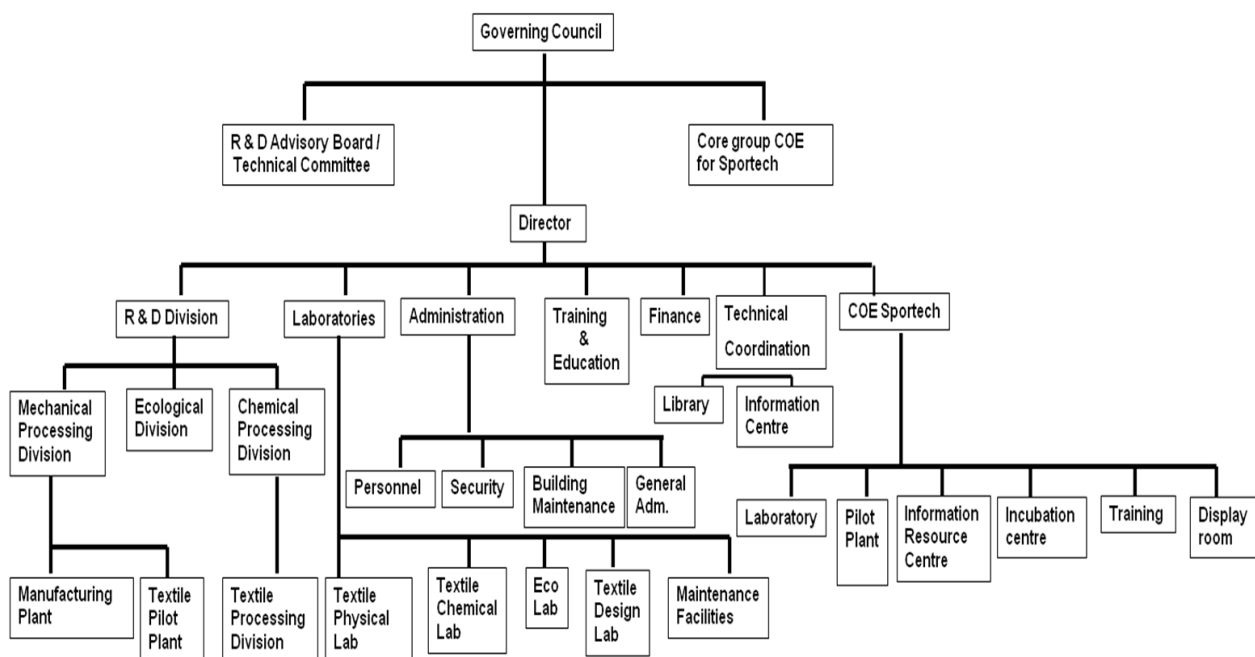 Governing Council
R & D Advisory Board /
Technical Committee
Core group COE
for Sportech
Director
R & D Division
Laboratories
Administration
Training
&
Education
Finance
Technical
Coordination
COE Sportech
Mechanical
Processing
Division
Ecological
Division
Chemical
Processing
Division
Library
Information
Centre
Personnel
Security
Building
Maintenance
General
Adm.
Laboratory
Pilot
Plant
Information
Resource
Centre
Incubation
centre
Training
Display
room
Manufacturing
Plant
Textile
Pilot
Plant
Textile
Processing
Division
Textile
Physical
Lab
Textile
Chemical
Lab
Eco
Lab
Textile
Design
Lab
Maintenance
Facilities